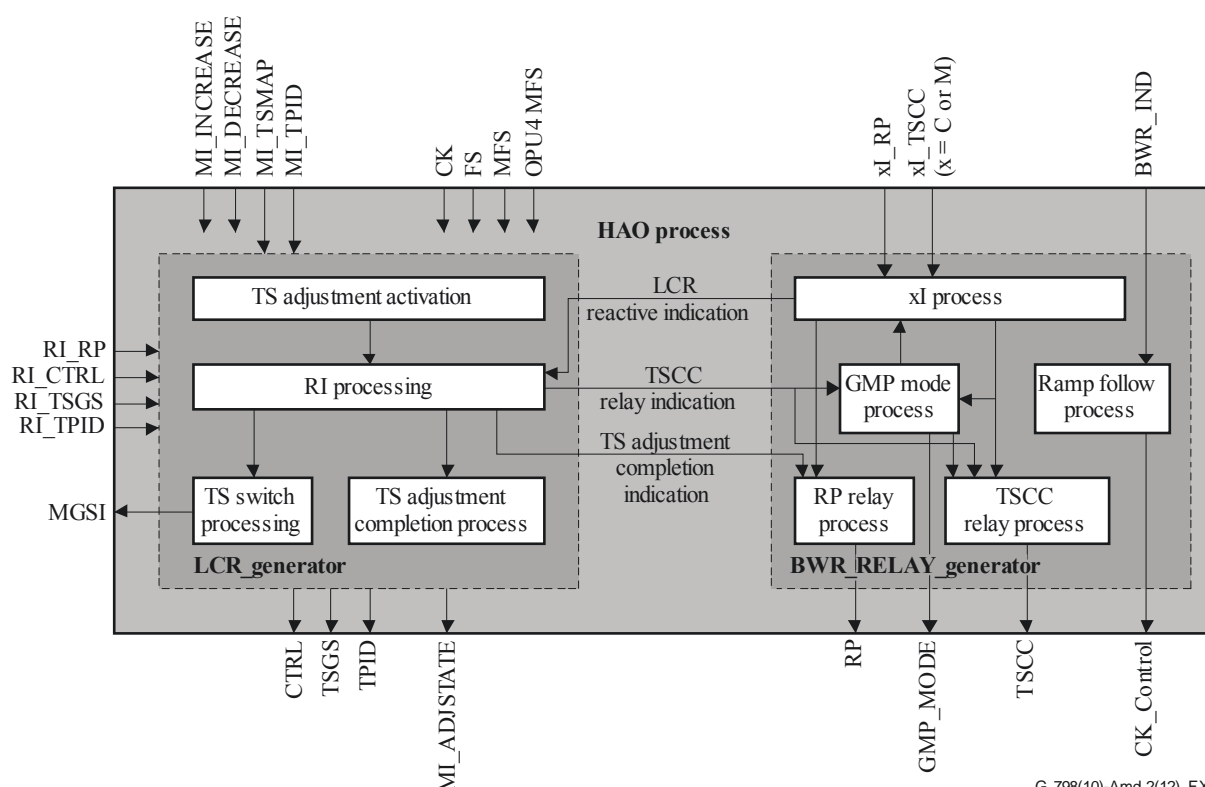 MI_INCREASE
MI_DECREASE
MI_TSMAP
MI_TPID
CK
FS
MFS
OPU4 MFS
xI_RP
xI_TSCC
(x = C or M)
BWR_IND
HAO process
TS adjustment activation
LCR
reactive indication
xI process
RI_RP
RI_CTRL
RI_TSGS
RI_TPID
RI processing
TSCC
relay indication
GMP mode
process
Ramp follow
process
TS adjustment
completion
indication
MGSI
TS switch
processing
TS adjustment
completion process
RP relay
process
TSCC
relay process
LCR_generator
BWR_RELAY_generator
CTRL
TSGS
TPID
MI_ADJSTATE
RP
GMP_MODE
TSCC
CK_Control